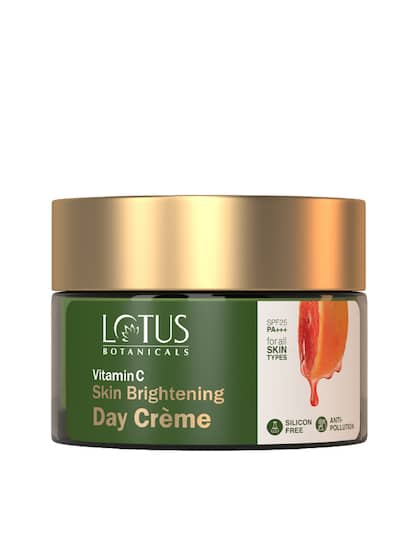 LOTUS
BOTANICALS
Vitamin C
Skin Brightening
Day Crème
SPF25
PA+++
for all
SKIN
TYPES
SILICON
FREE
ANTI-
POLLUTION